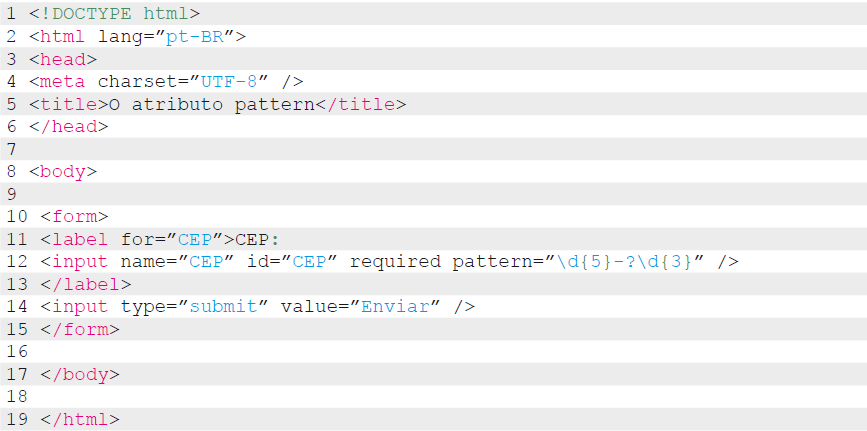 1 <!DOCTYPE html>
2 <html lang=”pt-BR”>
3 <head>
4 <meta charset=”UTF-8” />
5 <title>O atributo pattern</title>
6 </head>
7
8 <body>
9
10 <form>
11 <label for=”CEP”>CEP:
12 <input name=”CEP” id=”CEP” required pattern=”\d{5}-?\d{3}” />
13 </label>
14 <input type=”submit” value=”Enviar” />
15 </form>
16
17 </body>
18
19 </html>